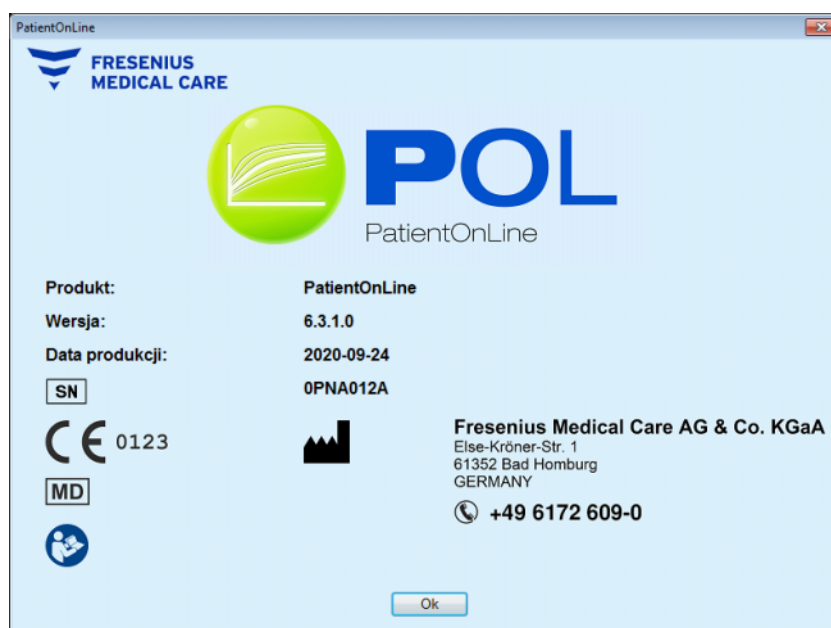 PatientOnLine
FRESENIUS
MEDICAL CARE
POL
PatientOnLine
Produkt: PatientOnLine
Wersja: 6.3.1.0
Data produkcji: 2020-09-24
SN 0PNA012A
CE 0123
MD
Fresenius Medical Care AG & Co. KGaA
Else-Kröner-Str. 1
61352 Bad Homburg
GERMANY
+49 6172 609-0
Ok